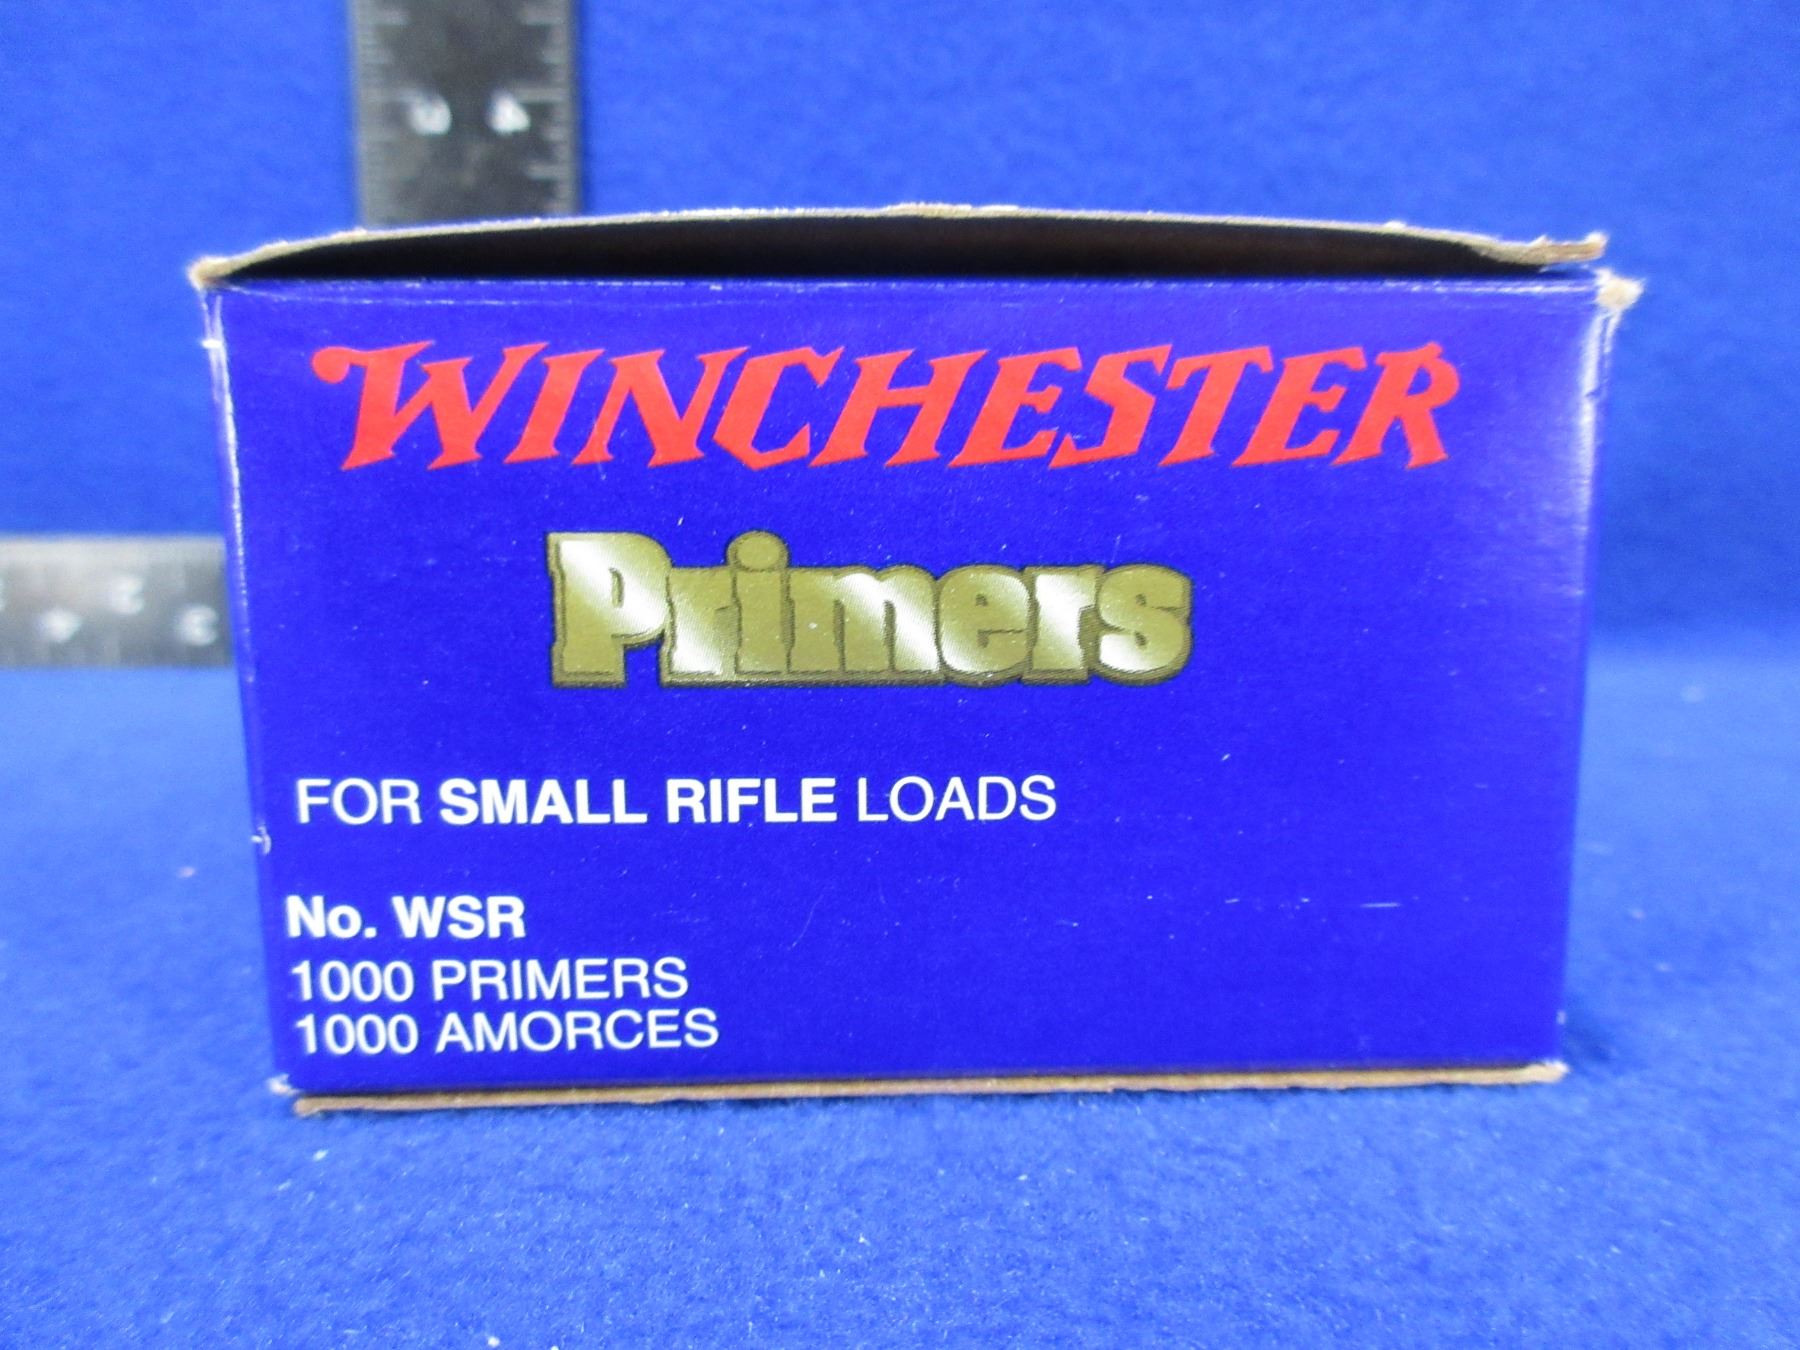 WINCHESTER
Primers
FOR SMALL RIFLE LOADS
No. WSR
1000 PRIMERS
1000 AMORCES